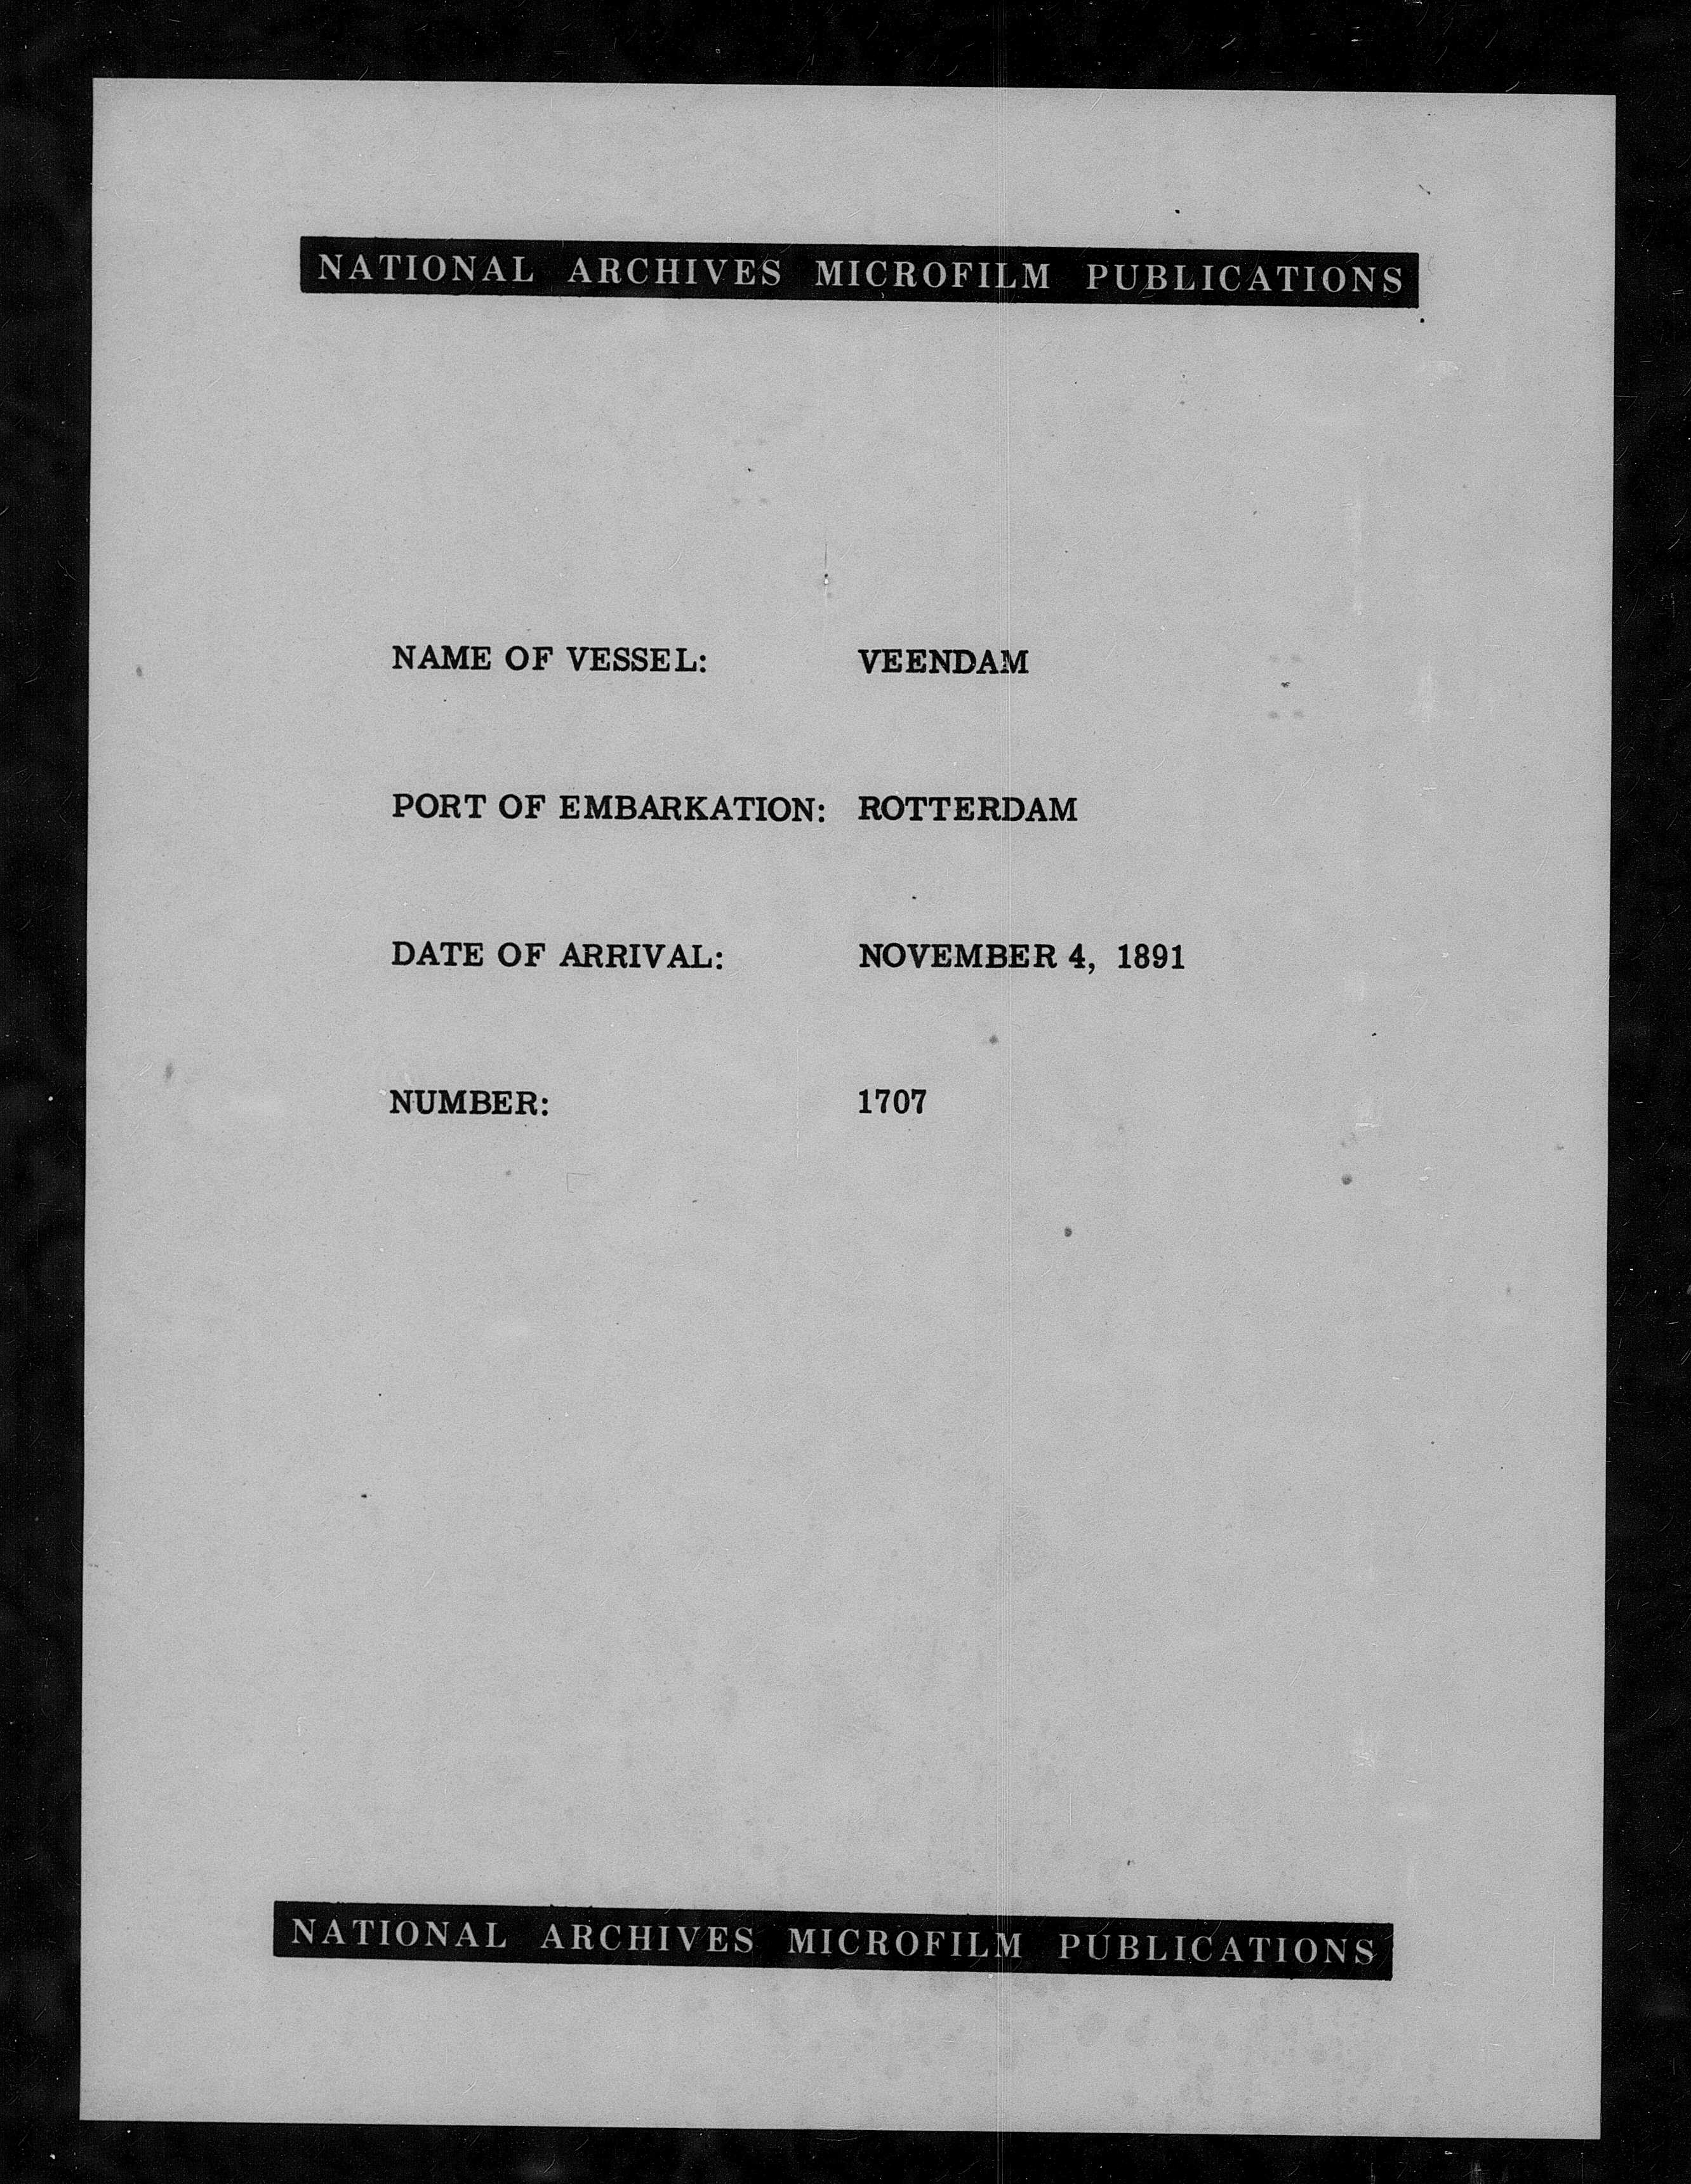 NATIONAL ARCHIVES MICROFILM PUBLICATIONS
NAME OF VESSEL: VEENDAM
PORT OF EMBARKATION: ROTTERDAM
DATE OF ARRIVAL: NOVEMBER 4, 1891
NUMBER: 1707
NATIONAL ARCHIVES MICROFILM PUBLICATIONS